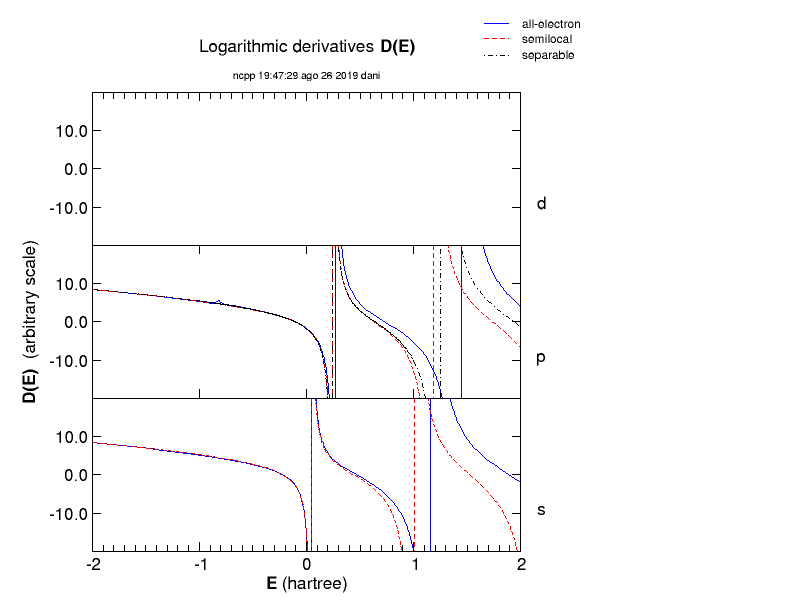 all-electron
semilocal
separable
Logarithmic derivatives D(E)
ncpp 19:47:29 ago 26 2019 dani
10.0
0.0
-10.0
d
10.0
0.0
-10.0
p
10.0
0.0
-10.0
s
D(E) (arbitrary scale)
-2 -1 0 1 2
E (hartree)